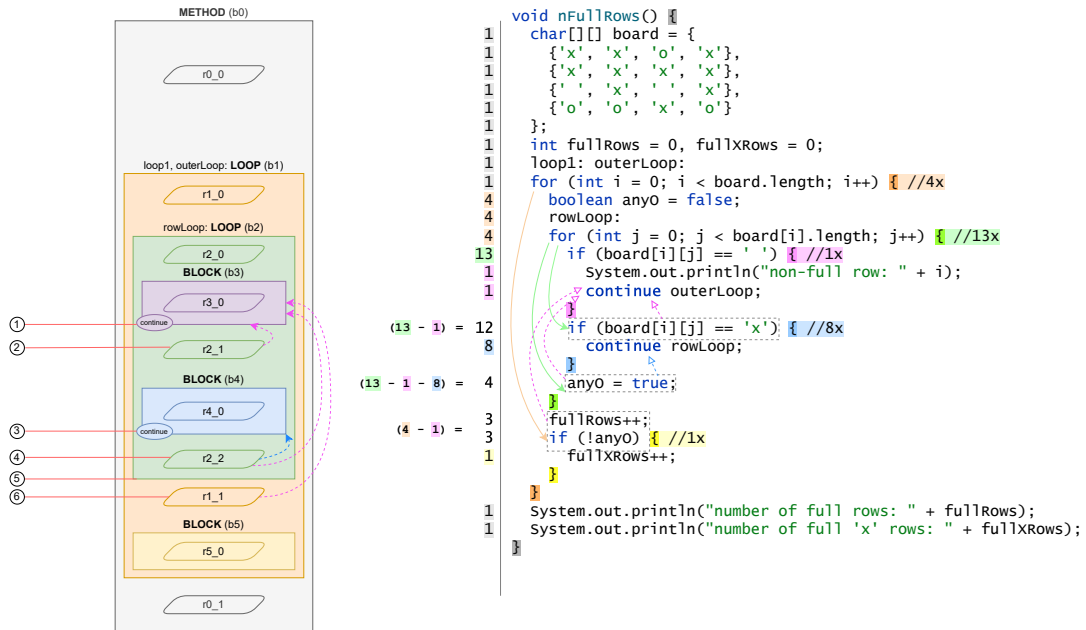 METHOD (b0)
r0_0
loop1, outerLoop: LOOP (b1)
r1_0
rowLoop: LOOP (b2)
r2_0
BLOCK (b3)
r3_0
1
continue
2
r2_1
BLOCK (b4)
r4_0
3
continue
4
r2_2
5
6
r1_1
BLOCK (b5)
r5_0
r0_1
void nFullRows() {
1 char[][] board = {
1 {'x', 'x', 'o', 'x'},
1 {'x', 'x', 'x', 'x'},
1 {' ', 'x', ' ', 'x'},
1 {'o', 'o', 'x', 'o'}
1 };
1 int fullRows = 0, fullXRows = 0;
1 loop1: outerLoop:
1 for (int i = 0; i < board.length; i++) { //4x
4 boolean anyO = false;
4 rowLoop:
4 for (int j = 0; j < board[i].length; j++) { //13x
13 if (board[i][j] == ' ') { //1x
1 System.out.println("non-full row: " + i);
1 continue outerLoop;
}
(13 - 1) = 12 if (board[i][j] == 'x') { //8x
8 continue rowLoop;
}
(13 - 1 - 8) = 4 anyO = true;
}
3 fullRows++;
(4 - 1) = 3 if (!anyO) { //1x
1 fullXRows++;
}
}
1 System.out.println("number of full rows: " + fullRows);
1 System.out.println("number of full 'x' rows: " + fullXRows);
}